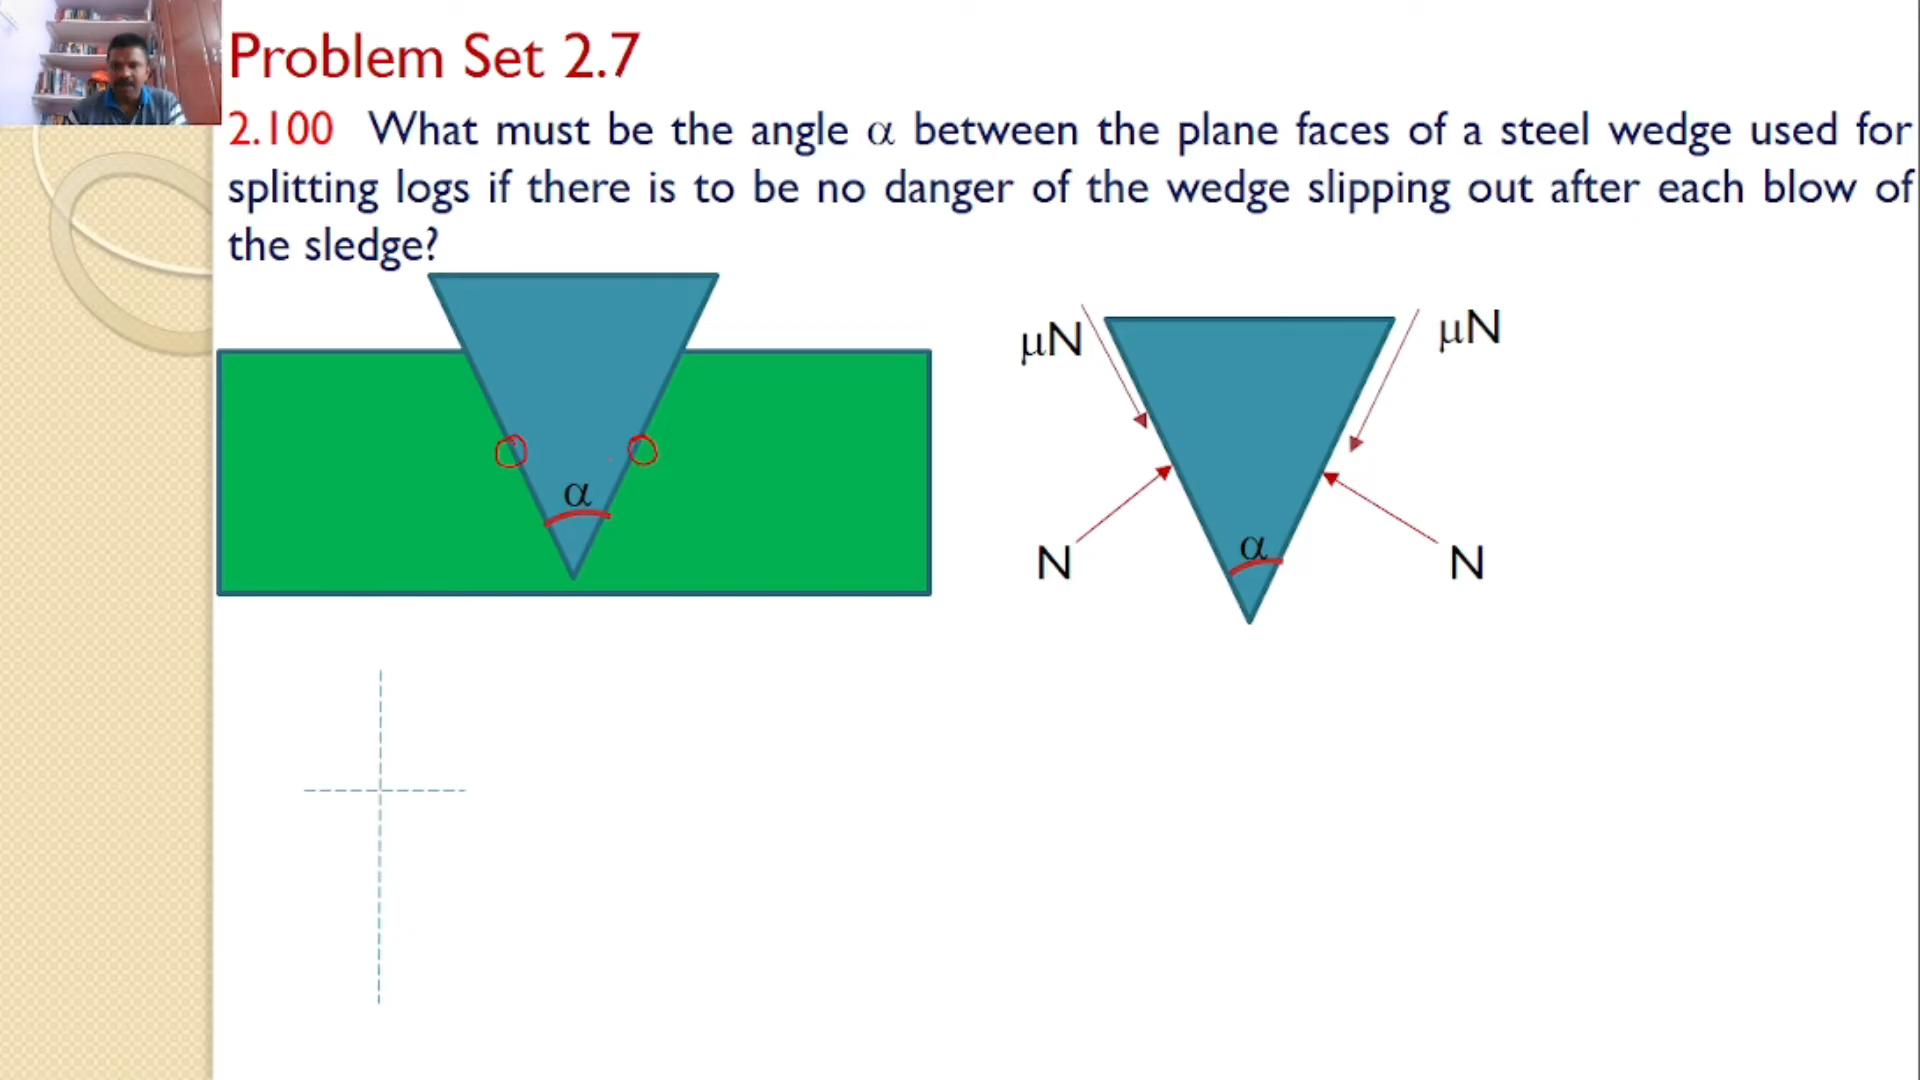 Problem Set 2.7
2.100 What must be the angle α between the plane faces of a steel wedge used for
splitting logs if there is to be no danger of the wedge slipping out after each blow of
the sledge?
μN
μN
α
α
N
N